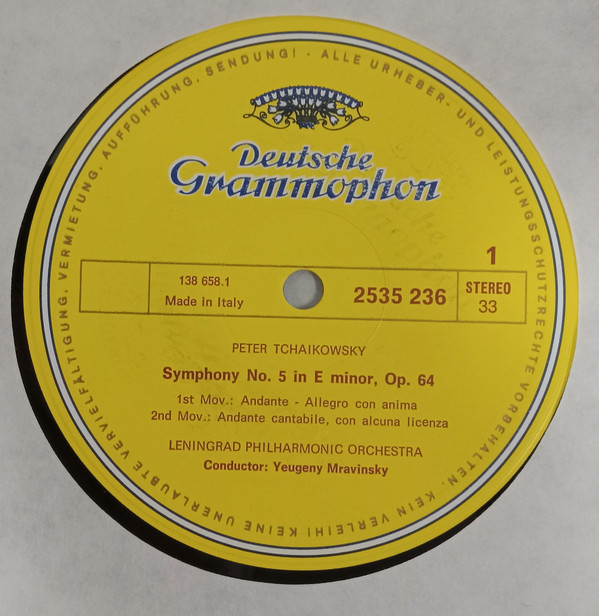 ALLE URHEBER- UND LEISTUNGSSCHUTZRECHTE VORBEHALTEN. KEIN VERLEIH! KEINE UNERLAUBTE VERVIELFÄLTIGUNG, VERMIETUNG, AUFFÜHRUNG, SENDUNG! ·
Deutsche
Grammophon
1
138 658.1
Made in Italy
2535 236
STEREO
33
PETER TCHAIKOWSKY
Symphony No. 5 in E minor, Op. 64
1st Mov.: Andante - Allegro con anima
2nd Mov.: Andante cantabile, con alcuna licenza
LENINGRAD PHILHARMONIC ORCHESTRA
Conductor: Yeugeny Mravinsky